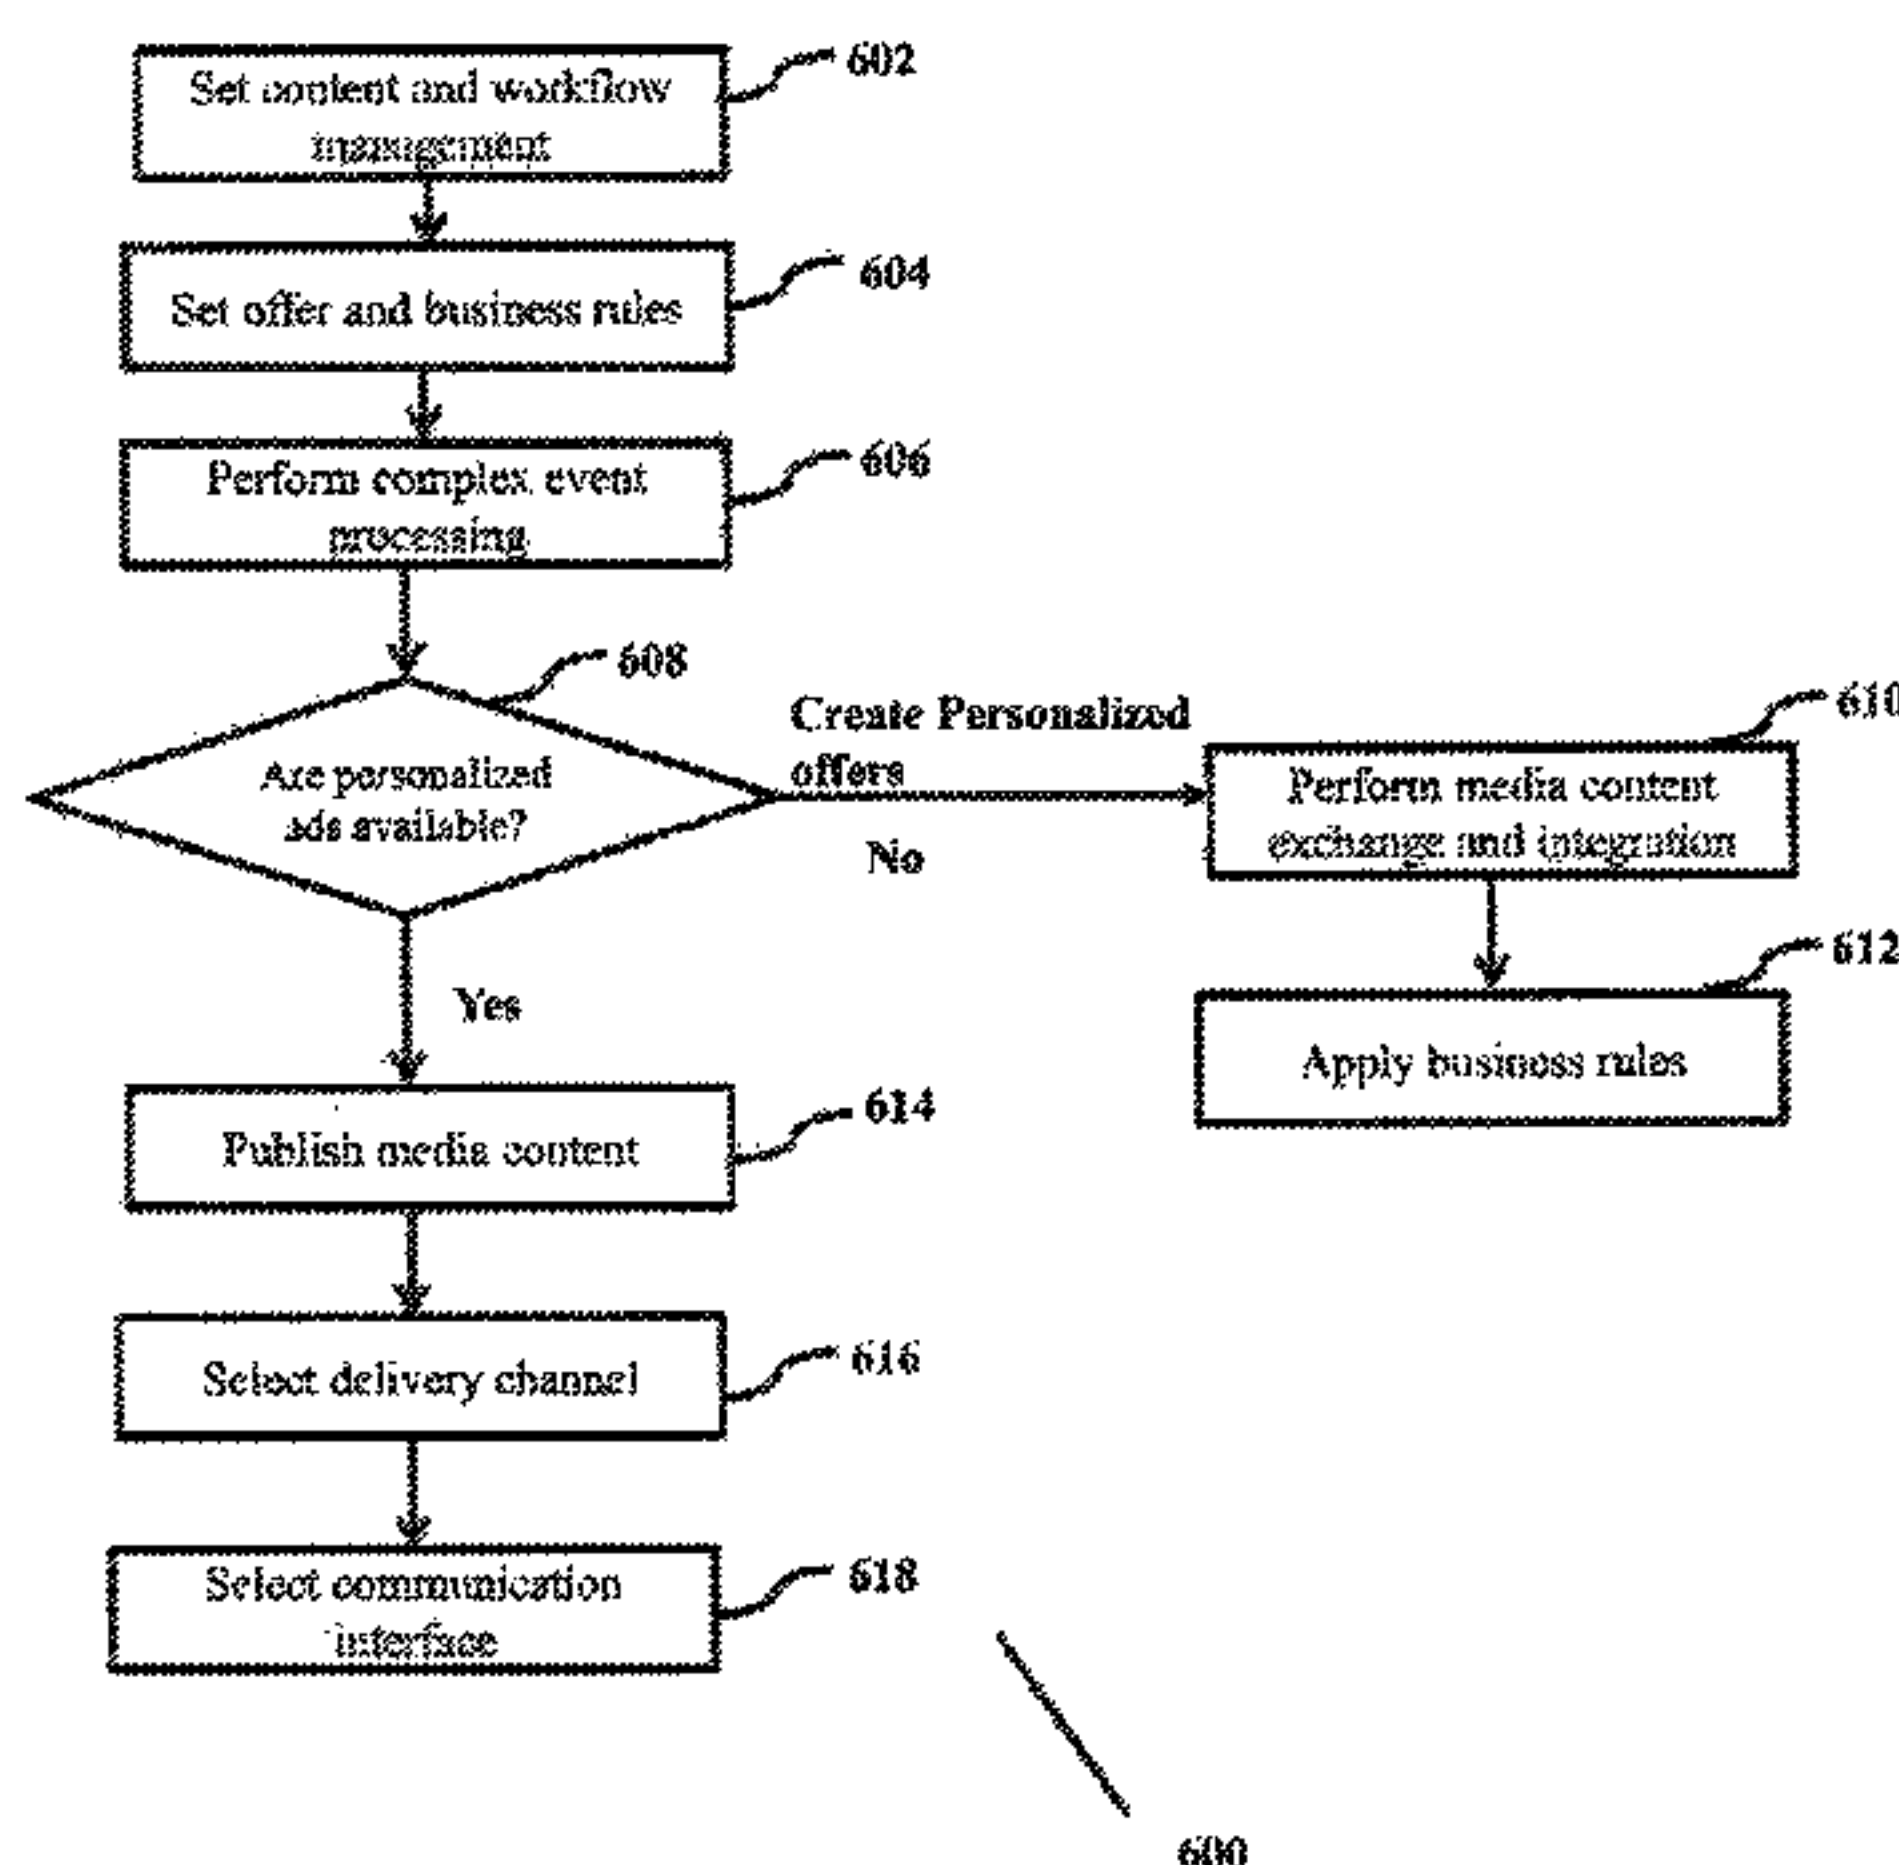 602
Set content and workflow
management
604
Set offer and business rules
606
Perform complex event
processing
608
Are personalized
ads available?
Create Personalized
offers
No
610
Perform media content
exchange and integration
612
Apply business rules
Yes
614
Publish media content
616
Select delivery channel
618
Select communication
interface
600